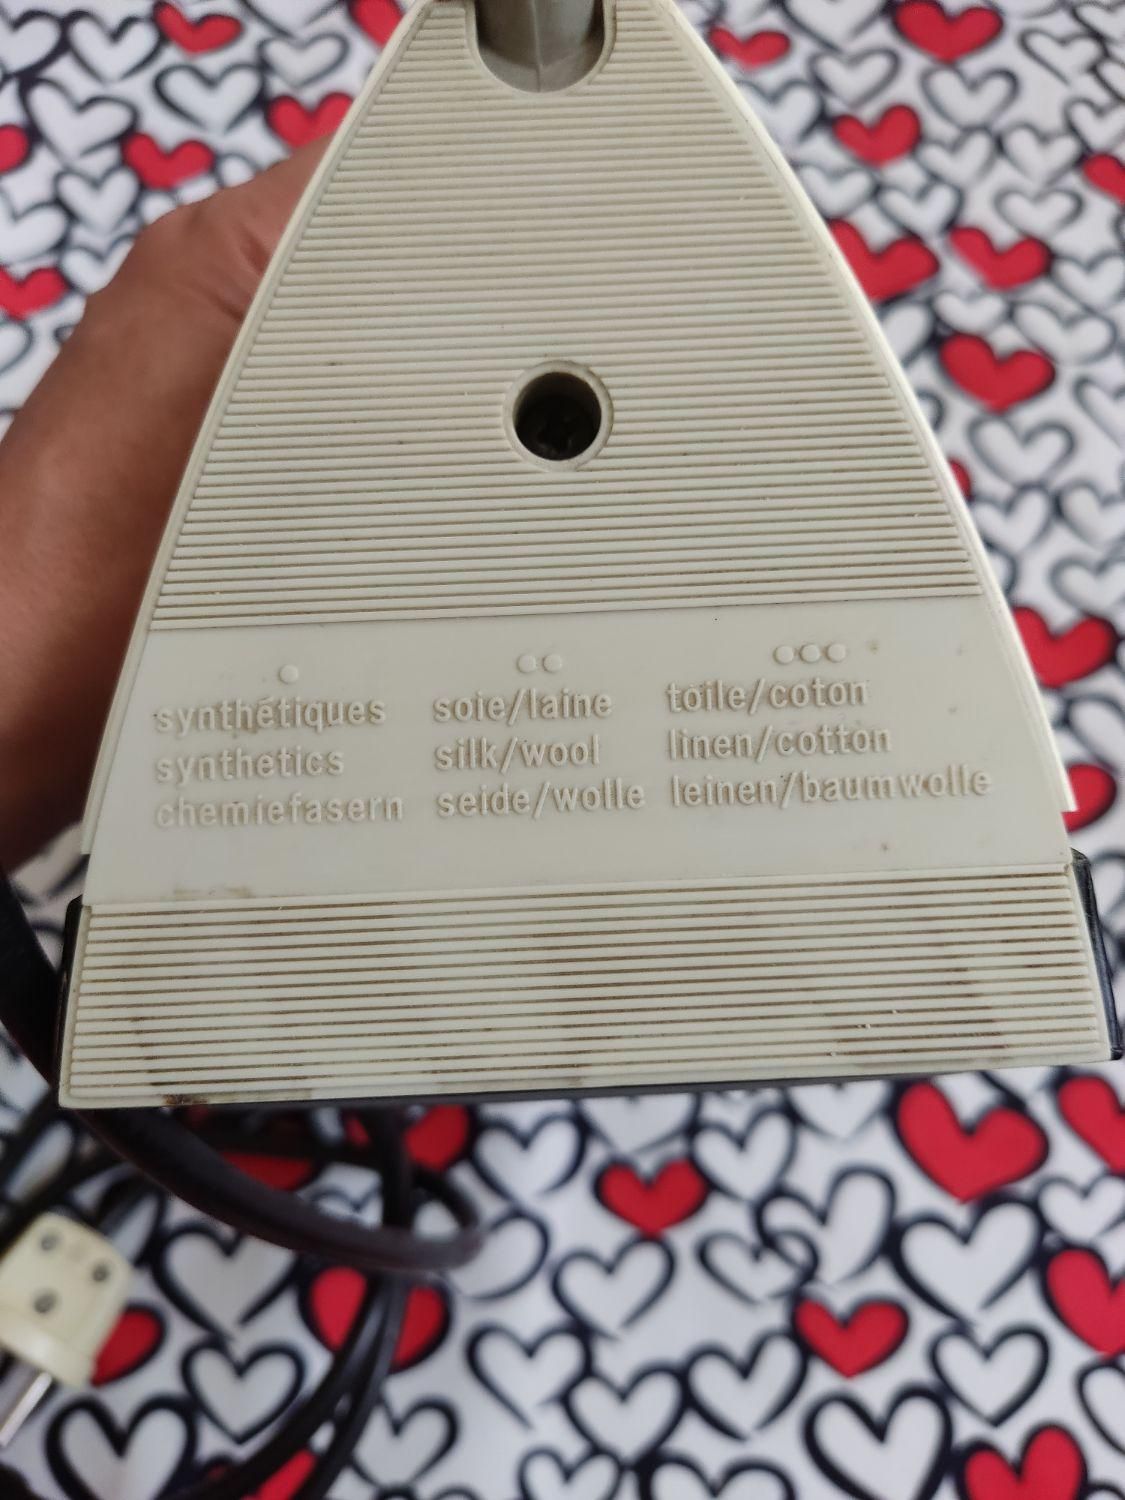 synthétiques soie/laine toile/coton
synthetics silk/wool linen/cotton
chemiefasern seide/wolle leinen/baumwolle